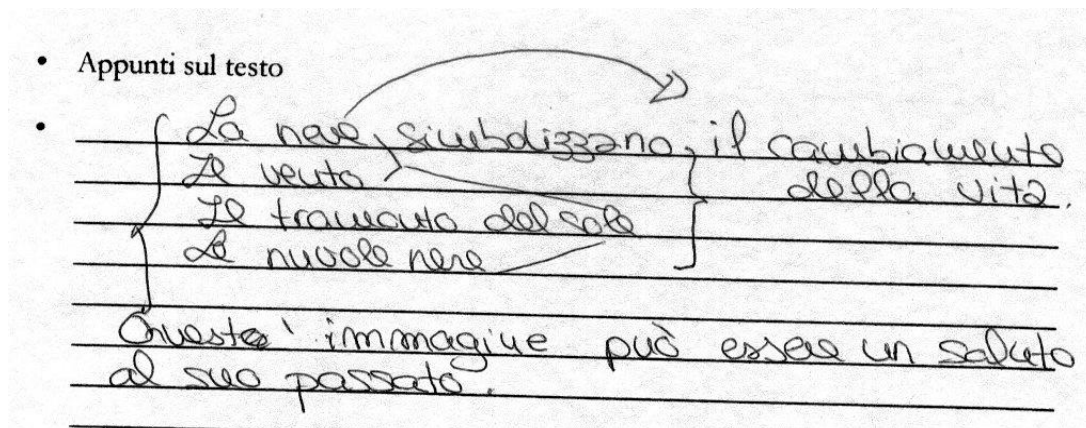 Appunti sul testo
La neve, simbolizzano, il cambiamento
Il vento della vita.
Il tramonto del sole
Le nuvole nere
Questa immagine può essere un saluto
al suo passato.